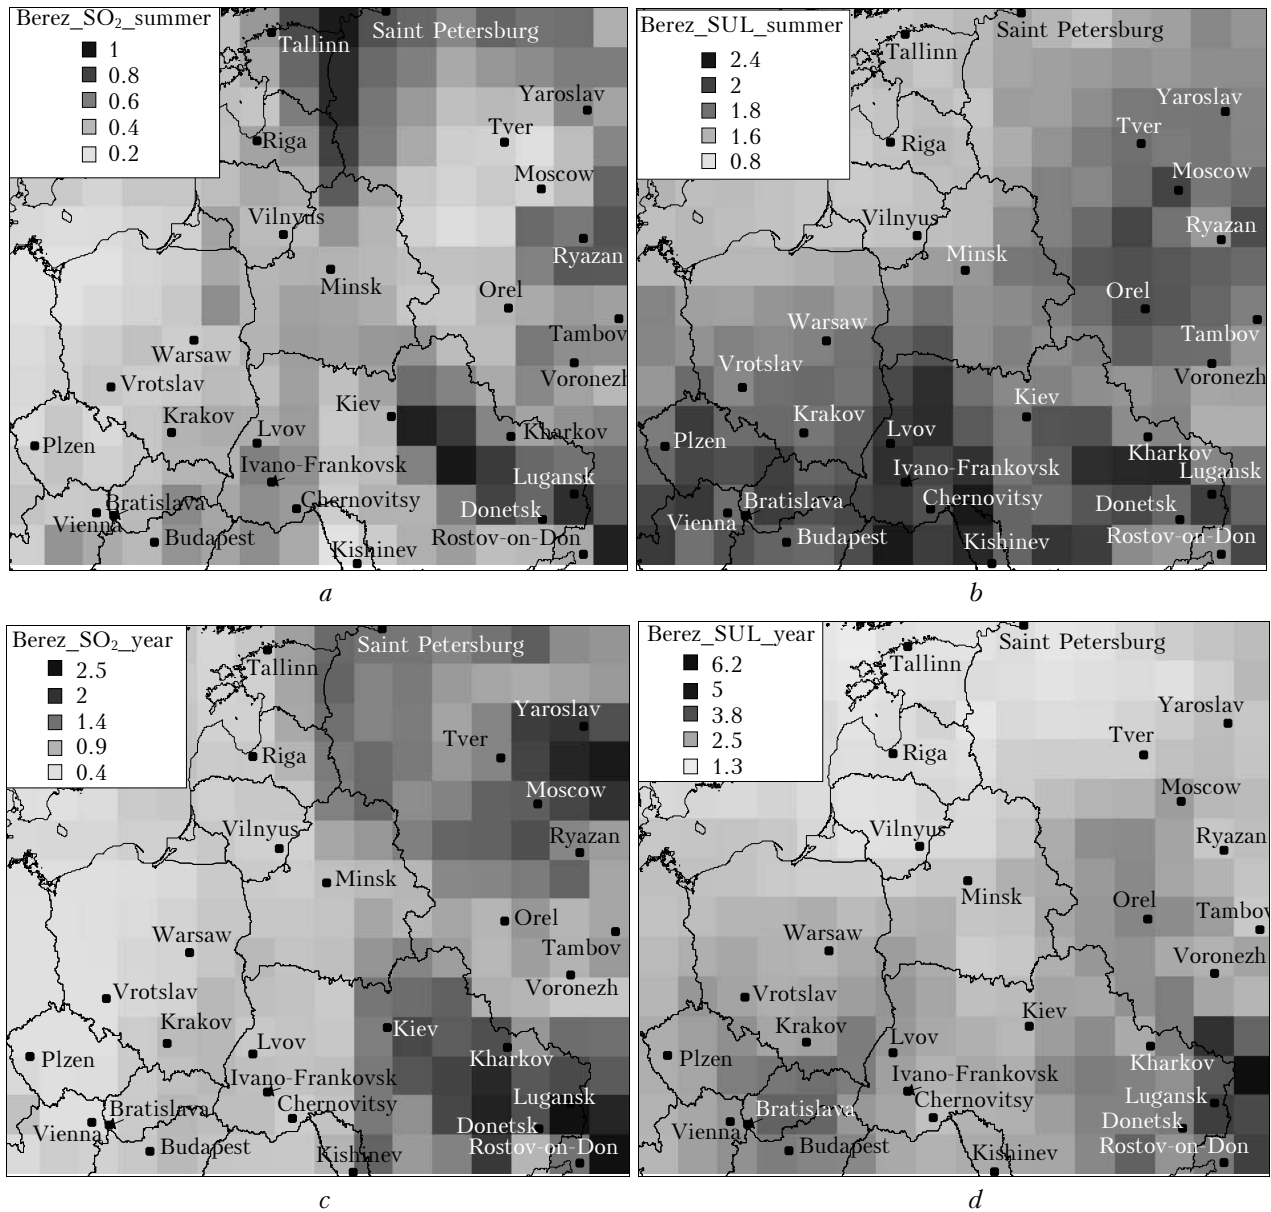 Berez_SO₂_summer
1
0.8
0.6
0.4
0.2
Tallinn
Saint Petersburg
Yaroslav
Tver
Riga
Moscow
Vilnyus
Ryazan
Minsk
Orel
Tambov
Warsaw
Voronezh
Vrotslav
Kiev
Krakov
Lvov
Kharkov
Plzen
Ivano-Frankovsk
Lugansk
Bratislava
Chernovitsy
Donetsk
Vienna
Budapest
Rostov-on-Don
Kishinev
a
Berez_SUL_summer
2.4
2
1.8
1.6
0.8
Saint Petersburg
Tallinn
Yaroslav
Tver
Riga
Moscow
Vilnyus
Ryazan
Minsk
Orel
Warsaw
Tambov
Vrotslav
Voronezh
Kiev
Krakov
Lvov
Plzen
Kharkov
Ivano-Frankovsk
Lugansk
Bratislava
Chernovitsy
Donetsk
Vienna
Budapest
Kishinev
Rostov-on-Don
b
Berez_SO₂_year
2.5
2
1.4
0.9
0.4
Saint Petersburg
Tallinn
Yaroslav
Tver
Riga
Moscow
Vilnyus
Ryazan
Minsk
Orel
Warsaw
Tambov
Vrotslav
Voronezh
Krakov
Kiev
Lvov
Plzen
Kharkov
Ivano-Frankovsk
Lugansk
Bratislava
Chernovitsy
Vienna
Donetsk
Budapest
Kishinev
Rostov-on-Don
c
Berez_SUL_year
6.2
5
3.8
2.5
1.3
Saint Petersburg
Tallinn
Yaroslav
Tver
Riga
Moscow
Vilnyus
Ryazan
Minsk
Orel
Tambov
Warsaw
Voronezh
Vrotslav
Kiev
Krakov
Lvov
Plzen
Kharkov
Ivano-Frankovsk
Lugansk
Chernovitsy
Bratislava
Donetsk
Vienna
Budapest
Kishinev
Rostov-on-Don
d